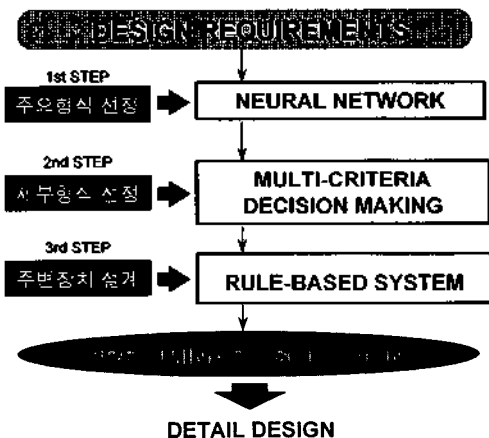 DESIGN REQUIREMENTS
1st STEP
주요형식 선정
NEURAL NETWORK
2nd STEP
세부형식 선정
MULTI-CRITERIA
DECISION MAKING
3rd STEP
주변장치 설계
RULE-BASED SYSTEM
DETAIL DESIGN